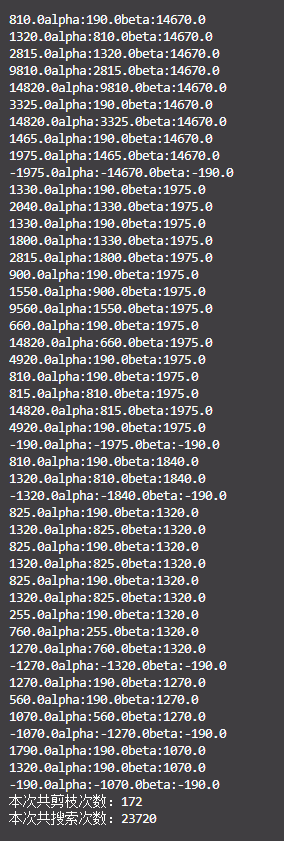 810.0alpha:190.0beta:14670.0
1320.0alpha:810.0beta:14670.0
2815.0alpha:1320.0beta:14670.0
9810.0alpha:2815.0beta:14670.0
14820.0alpha:9810.0beta:14670.0
3325.0alpha:190.0beta:14670.0
14820.0alpha:3325.0beta:14670.0
1465.0alpha:190.0beta:14670.0
1975.0alpha:1465.0beta:14670.0
-1975.0alpha:-14670.0beta:-190.0
1330.0alpha:190.0beta:1975.0
2040.0alpha:1330.0beta:1975.0
1330.0alpha:190.0beta:1975.0
1800.0alpha:1330.0beta:1975.0
2815.0alpha:1800.0beta:1975.0
900.0alpha:190.0beta:1975.0
1550.0alpha:900.0beta:1975.0
9560.0alpha:1550.0beta:1975.0
660.0alpha:190.0beta:1975.0
14820.0alpha:660.0beta:1975.0
4920.0alpha:190.0beta:1975.0
810.0alpha:190.0beta:1975.0
815.0alpha:810.0beta:1975.0
14820.0alpha:815.0beta:1975.0
4920.0alpha:190.0beta:1975.0
-190.0alpha:-1975.0beta:-190.0
810.0alpha:190.0beta:1840.0
1320.0alpha:810.0beta:1840.0
-1320.0alpha:-1840.0beta:-190.0
825.0alpha:190.0beta:1320.0
1320.0alpha:825.0beta:1320.0
825.0alpha:190.0beta:1320.0
1320.0alpha:825.0beta:1320.0
825.0alpha:190.0beta:1320.0
1320.0alpha:825.0beta:1320.0
255.0alpha:190.0beta:1320.0
760.0alpha:255.0beta:1320.0
1270.0alpha:760.0beta:1320.0
-1270.0alpha:-1320.0beta:-190.0
1270.0alpha:190.0beta:1270.0
560.0alpha:190.0beta:1270.0
1070.0alpha:560.0beta:1270.0
-1070.0alpha:-1270.0beta:-190.0
1790.0alpha:190.0beta:1070.0
1320.0alpha:190.0beta:1070.0
-190.0alpha:-1070.0beta:-190.0
本次共剪枝次数：172
本次共搜索次数：23720